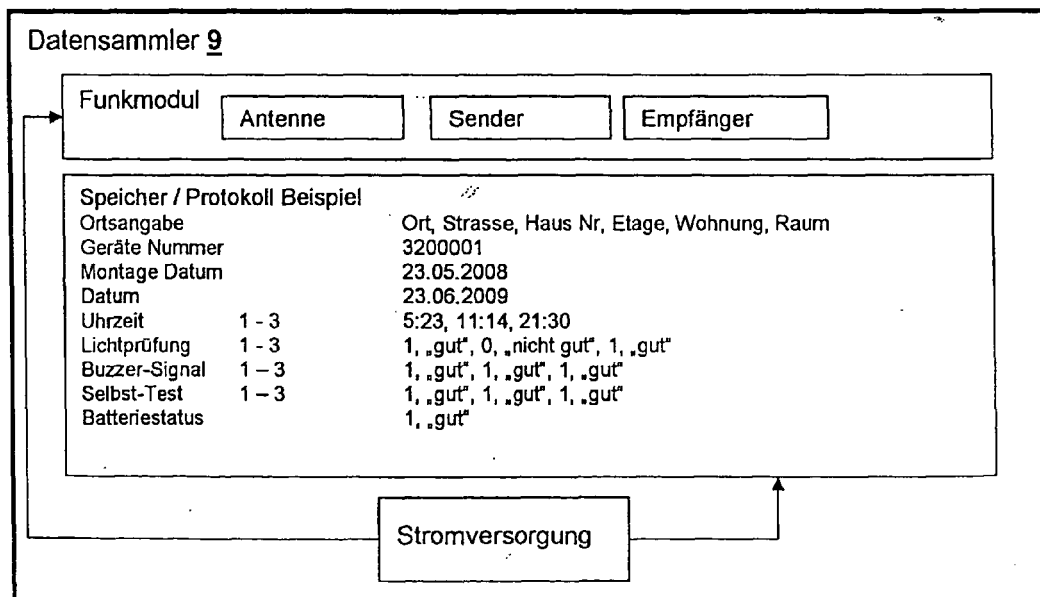 Datensammler 9
Funkmodul
Antenne Sender Empfänger
Speicher / Protokoll Beispiel
Ortsangabe Ort, Strasse, Haus Nr, Etage, Wohnung, Raum
Geräte Nummer 3200001
Montage Datum 23.05.2008
Datum 23.06.2009
Uhrzeit 1 - 3 5:23, 11:14, 21:30
Lichtprüfung 1 - 3 1, „gut“, 0, „nicht gut“, 1, „gut“
Buzzer-Signal 1 – 3 1, „gut“, 1, „gut“, 1, „gut“
Selbst-Test 1 – 3 1, „gut“, 1, „gut“, 1, „gut“
Batteriestatus 1, „gut“
Stromversorgung